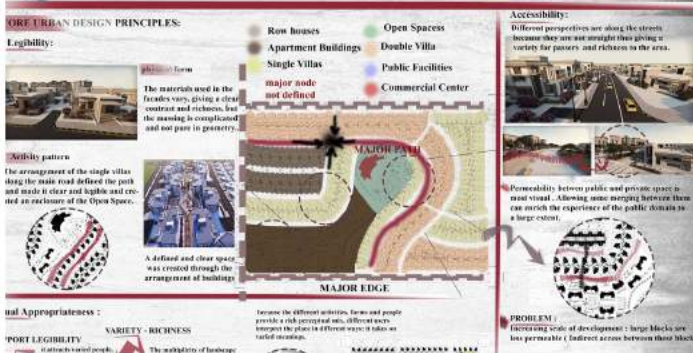 ORE URBAN DESIGN PRINCIPLES:
Legibility:
physical form
The materials used in the
facades vary, giving a clear
contrast and richness, but
the massing is complicated
and not pure in geometry.
Activity pattern
The arrangement of the single villas
along the main road defined the path
and made it clear and legible and cre-
ated an enclosure of the Open Space.
A defined and clear space
was created through the
arrangement of buildings
ual Appropriateness :
PORT LEGIBILITY
it attracts varied people,
VARIETY - RICHNESS
The multiplicity of landscape
Row houses
Apartment Buildings
Single Villas
major node
not defined
Open Spacess
Double Villa
Public Facilities
Commercial Center
MAJOR PATH
MAJOR EDGE
because the different activities, forms and people
provide a rich perceptual mix, different users
interpret the place in different ways: it takes on
varied meanings.
Accessibility:
Different perspectives are along the streets
because they are not straight thus giving a
variety for passers and richness to the area.
Permeability between public and private space is
most visual . Allowing some merging between them
can enrich the experience of the public domain to
a large extent.
PROBLEM :
Increasing scale of development : large blocks are
less permeable ( Indirect access between those bloc